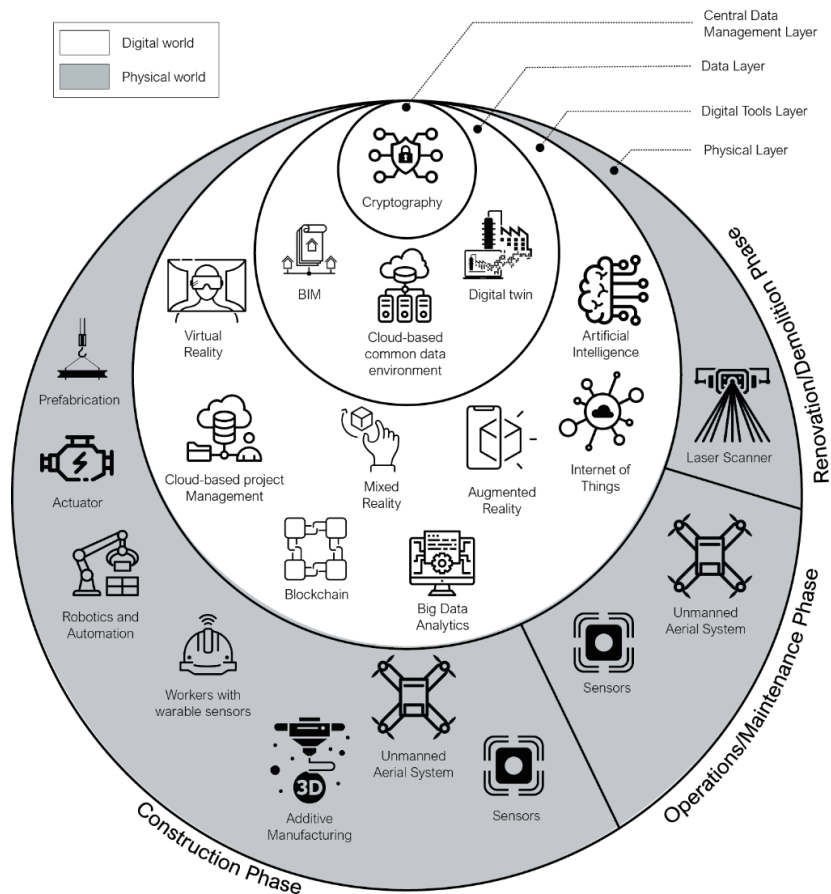 Digital world
Physical world
Central Data
Management Layer
Data Layer
Digital Tools Layer
Physical Layer
Cryptography
BIM
Digital twin
Cloud-based
common data
environment
Virtual
Reality
Artificial
Intelligence
Prefabrication
Cloud-based project
Management
Mixed
Reality
Augmented
Reality
Internet of
Things
Laser Scanner
Renovation/Demolition Phase
Actuator
Blockchain
Big Data
Analytics
Robotics and
Automation
Unmanned
Aerial System
Sensors
Operations/Maintenance Phase
Workers with
warable sensors
Unmanned
Aerial System
3D
Additive
Manufacturing
Sensors
Construction Phase